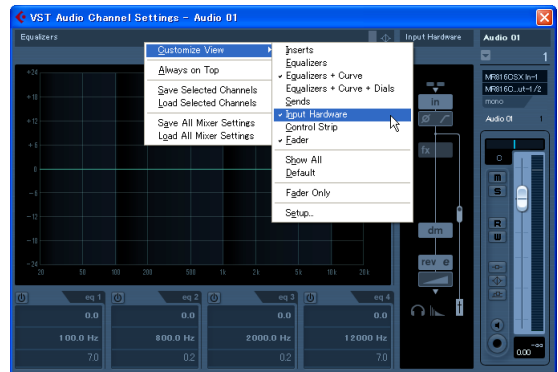 VST Audio Channel Settings - Audio 01
Equalizers
Input Hardware
Audio 01
1
Customize View
Always on Top
Save Selected Channels
Load Selected Channels
Save All Mixer Settings
Load All Mixer Settings
Inserts
Equalizers
Equalizers + Curve
Equalizers + Curve + Dials
Sends
Input Hardware
Control Strip
Fader
Show All
Default
Fader Only
Setup...
+24
+18
+12
+6
0
-6
-12
-18
-24
20 50 100 200 500 1k 2k 5k 10k 20k
eq 1 eq 2 eq 3 eq 4
0.0 0.0 0.0 0.0
100.0 Hz 800.0 Hz 2000.0 Hz 12000 Hz
7.0 0.2 0.2 7.0
in
fx
dm
rev e
MR816CSX In-1
MR816C..ut-1/2
mono
Audio 01 1
C
m
S
R
W
0.00 -oo